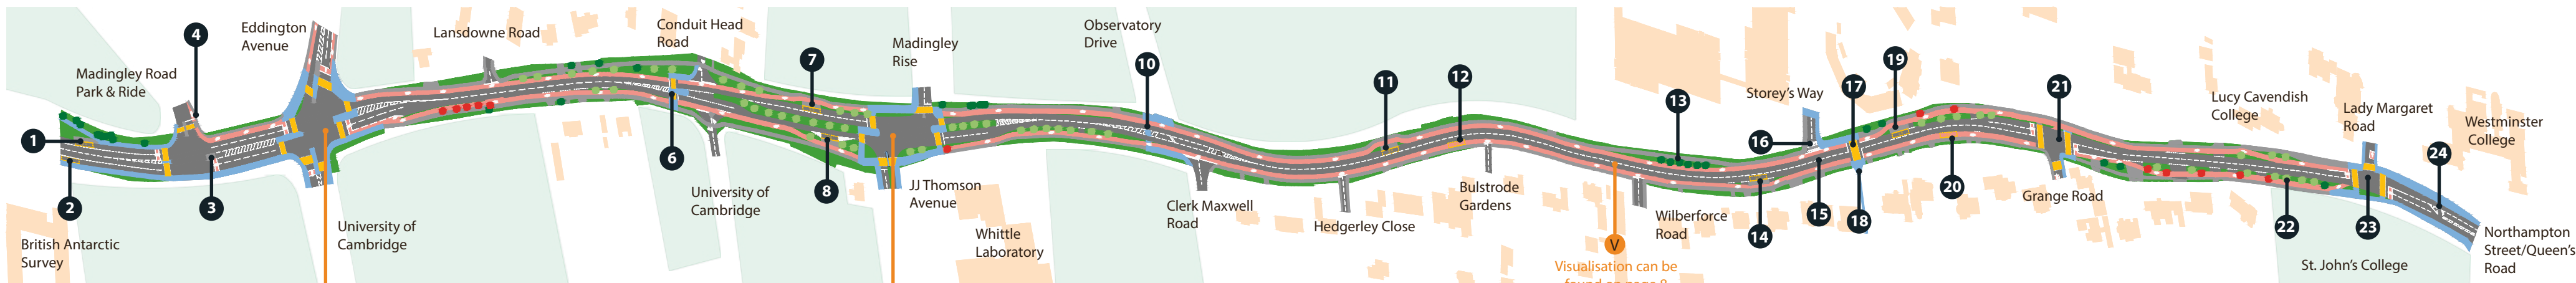 4
Eddington
Avenue
Lansdowne Road
Conduit Head
Road
7
Madingley
Rise
Observatory
Drive
10
11
12
13
Storey's Way
17
19
21
Lucy Cavendish
College
Lady Margaret
Road
Westminster
College
Madingley Road
Park & Ride
1
2
3
6
8
16
15
18
14
20
22
23
24
British Antarctic
Survey
University of
Cambridge
University of
Cambridge
JJ Thomson
Avenue
Whittle
Laboratory
Clerk Maxwell
Road
Hedgerley Close
Bulstrode
Gardens
Wilberforce
Road
V
Visualisation can be
Grange Road
St. John's College
Northampton
Street/Queen's
Road